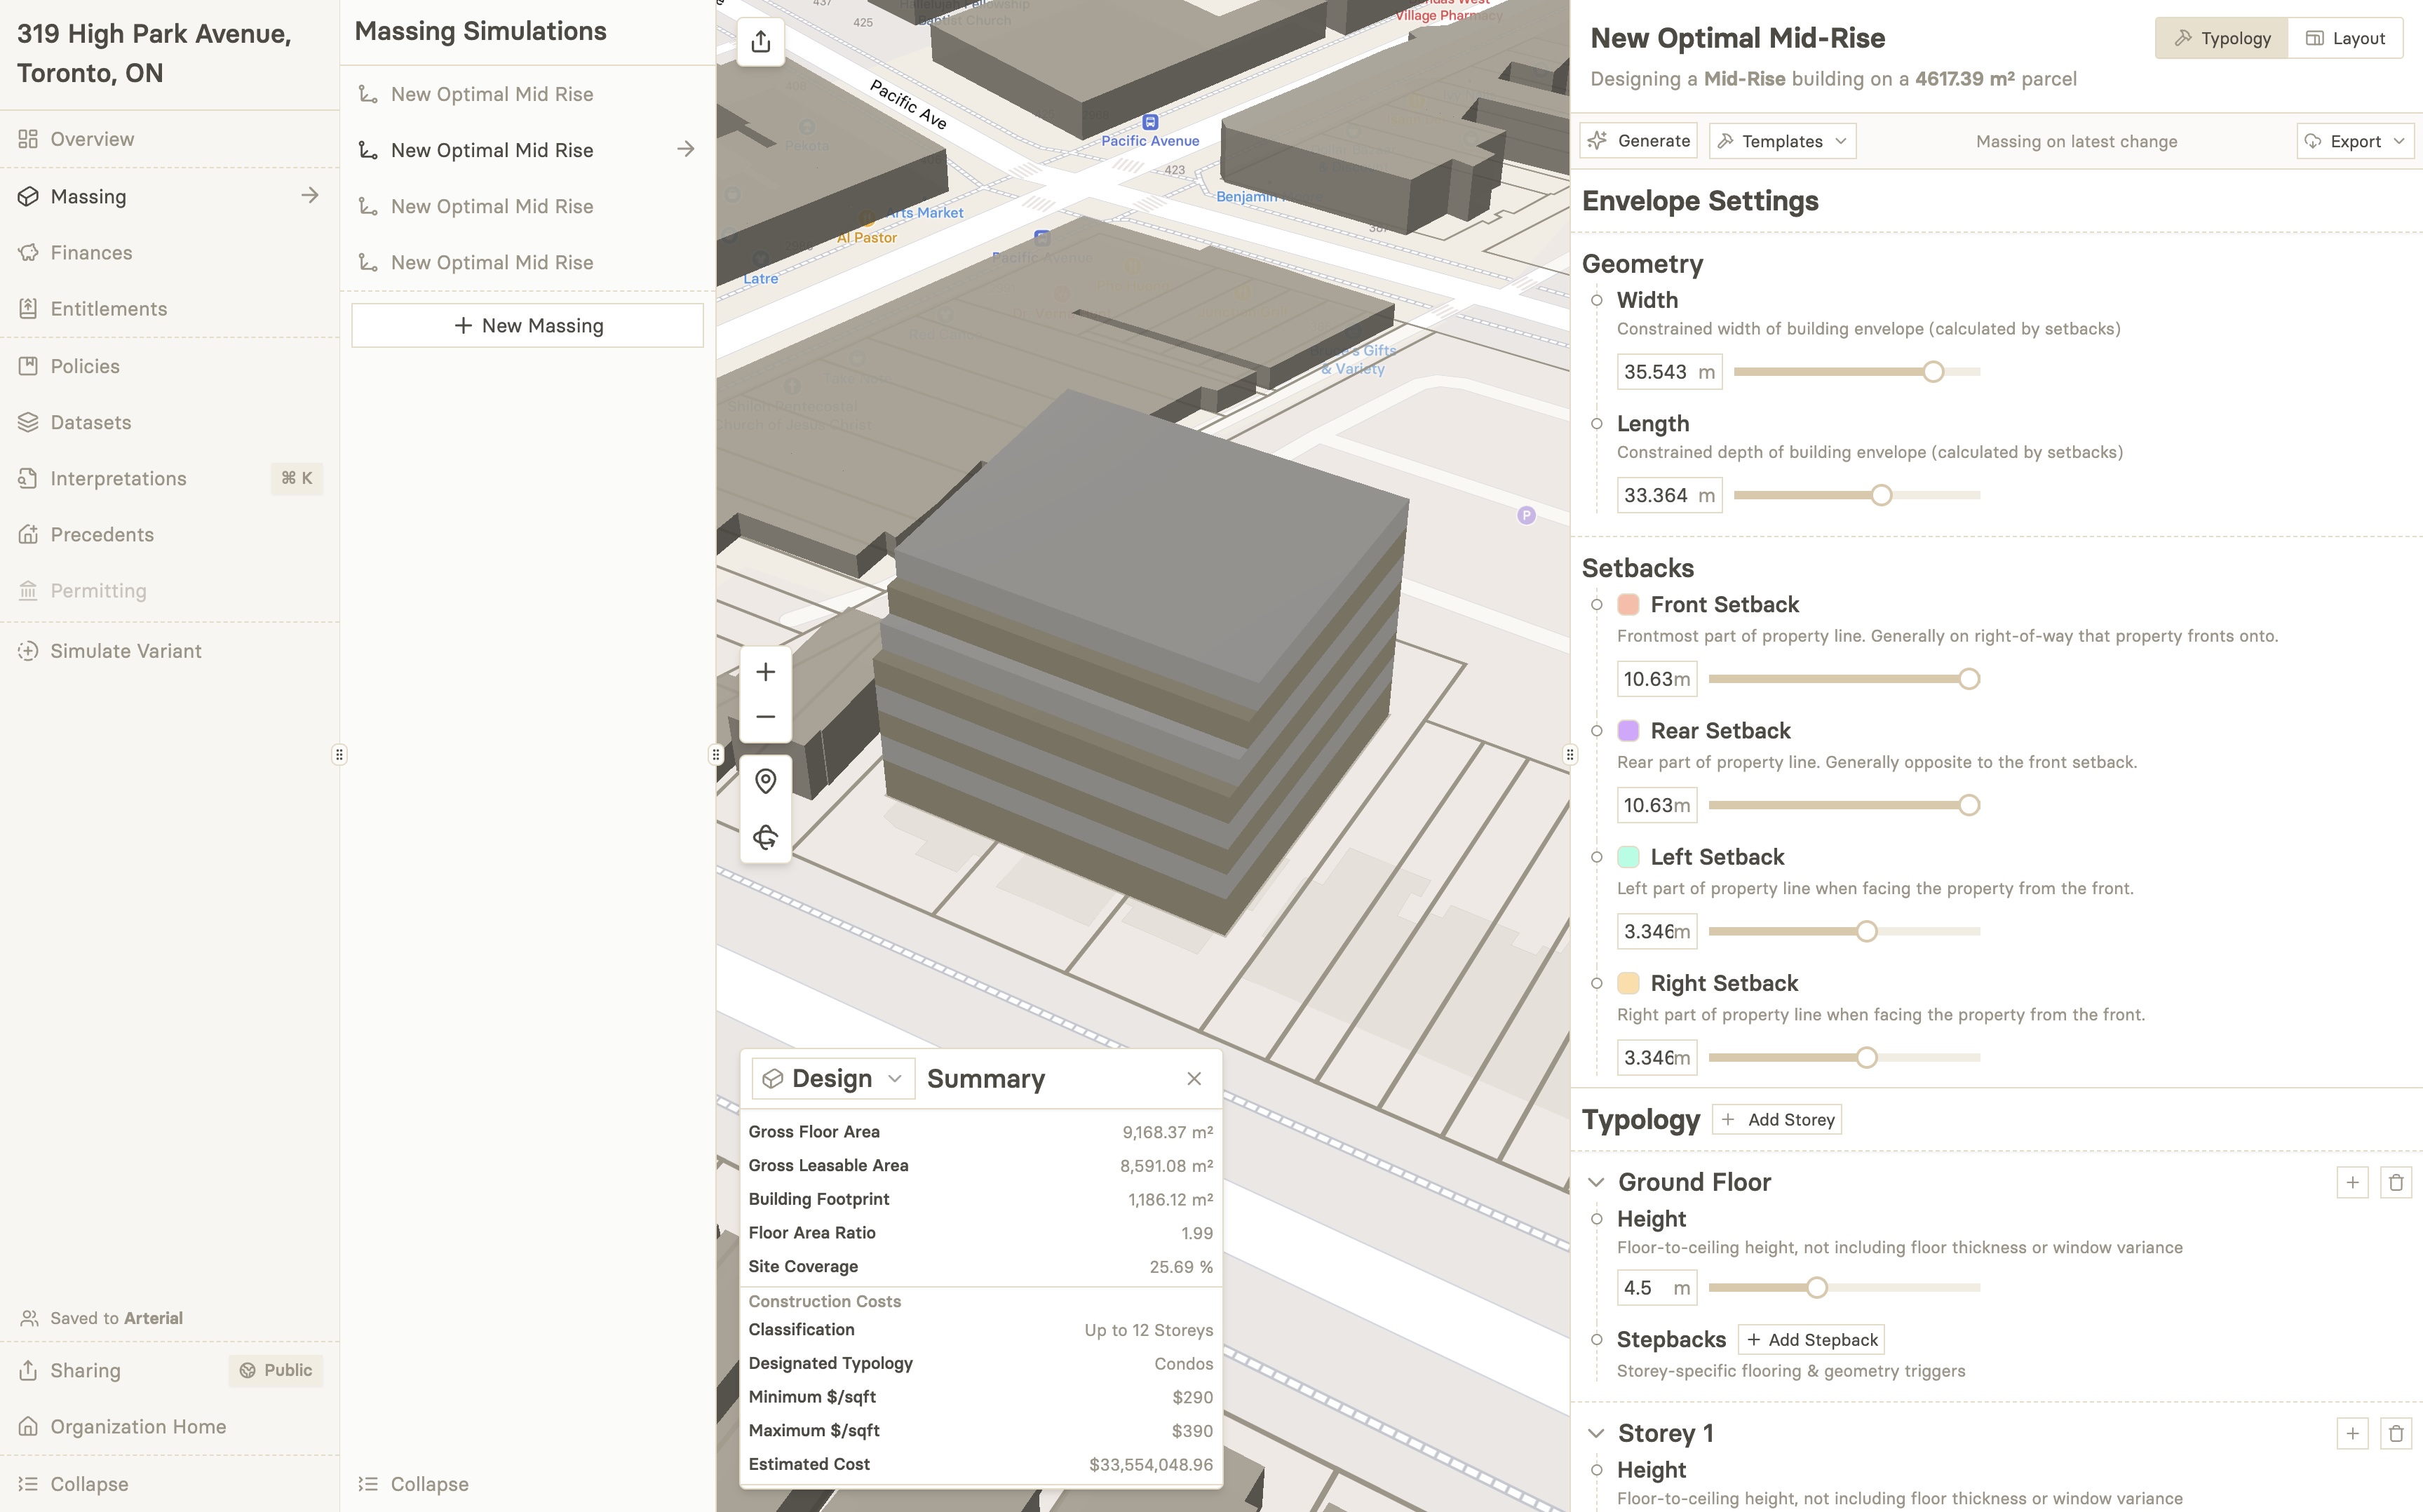 319 High Park Avenue,
Toronto, ON
Overview
Massing
Finances
Entitlements
Policies
Datasets
Interpretations
⌘ K
Precedents
Permitting
Simulate Variant
Saved to Arterial
Sharing
Public
Organization Home
Collapse
Massing Simulations
New Optimal Mid Rise
New Optimal Mid Rise
New Optimal Mid Rise
New Optimal Mid Rise
+ New Massing
Collapse
437
425
Hallelujah Fellowship
Baptist Church
Village Pharmacy
Pacific Ave
409
Pekota
Pacific Avenue
423
Benjamin
387
Arts Market
Al Pastor
Latre
Pacific Avenue
Gifts
& Variety
Shiloh Pentecostal
Church of Jesus Christ
P
Design
Summary
Gross Floor Area
9,168.37 m²
Gross Leasable Area
8,591.08 m²
Building Footprint
1,186.12 m²
Floor Area Ratio
1.99
Site Coverage
25.69 %
Construction Costs
Classification
Up to 12 Storeys
Designated Typology
Condos
Minimum $/sqft
$290
Maximum $/sqft
$390
Estimated Cost
$33,554,048.96
New Optimal Mid-Rise
Typology
Layout
Designing a Mid-Rise building on a 4617.39 m² parcel
Generate
Templates
Massing on latest change
Export
Envelope Settings
Geometry
Width
Constrained width of building envelope (calculated by setbacks)
35.543 m
Length
Constrained depth of building envelope (calculated by setbacks)
33.364 m
Setbacks
Front Setback
Frontmost part of property line. Generally on right-of-way that property fronts onto.
10.63m
Rear Setback
Rear part of property line. Generally opposite to the front setback.
10.63m
Left Setback
Left part of property line when facing the property from the front.
3.346m
Right Setback
Right part of property line when facing the property from the front.
3.346m
Typology
+ Add Storey
Ground Floor
Height
Floor-to-ceiling height, not including floor thickness or window variance
4.5 m
Stepbacks
+ Add Stepback
Storey-specific flooring & geometry triggers
Storey 1
Height
Floor-to-ceiling height, not including floor thickness or window variance